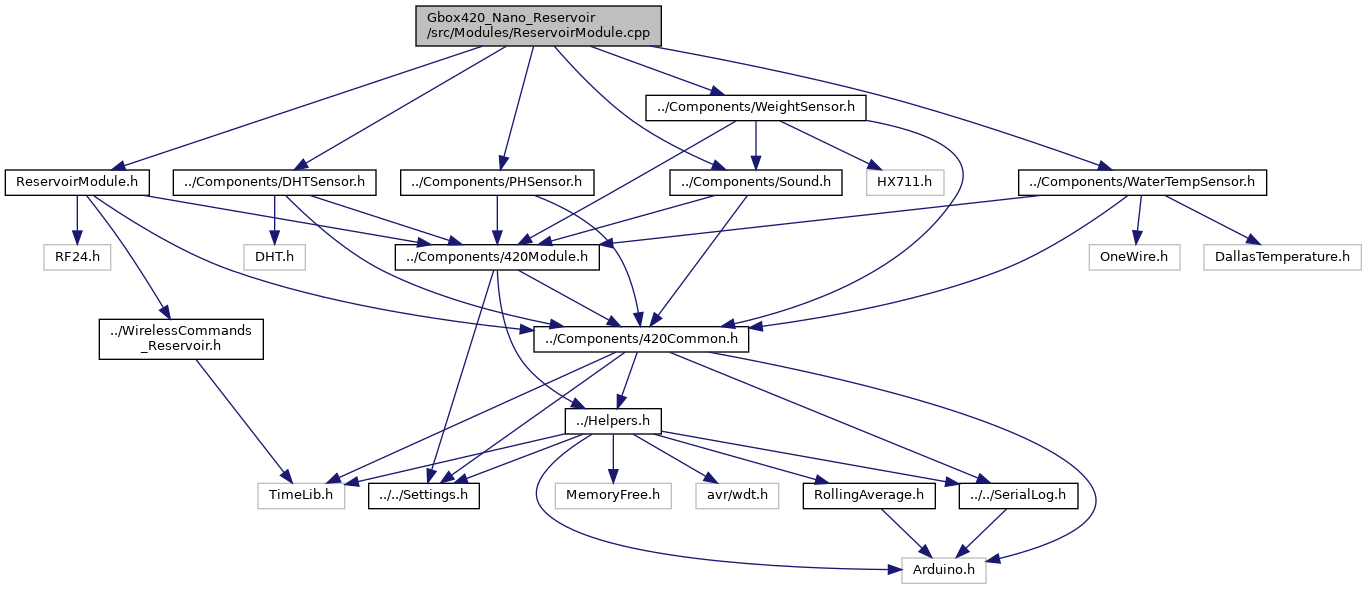 Gbox420_Nano_Reservoir
/src/Modules/ReservoirModule.cpp
../Components/WeightSensor.h
ReservoirModule.h
../Components/DHTSensor.h
../Components/PHSensor.h
../Components/Sound.h
HX711.h
../Components/WaterTempSensor.h
RF24.h
DHT.h
../Components/420Module.h
OneWire.h
DallasTemperature.h
../WirelessCommands
_Reservoir.h
../Components/420Common.h
../Helpers.h
TimeLib.h
../../Settings.h
MemoryFree.h
avr/wdt.h
RollingAverage.h
../../SerialLog.h
Arduino.h